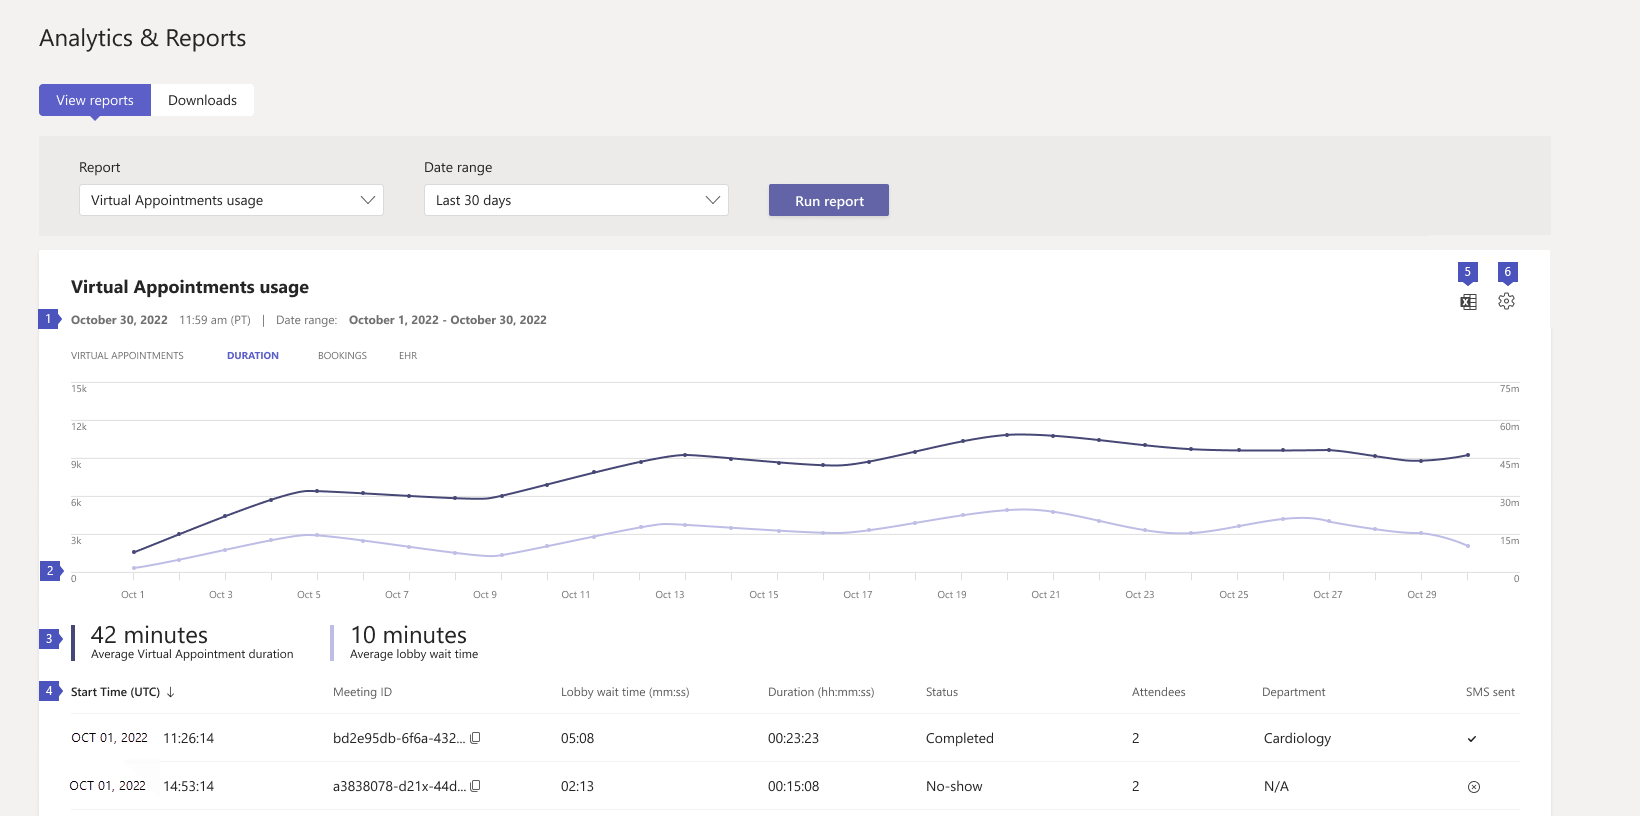 Analytics & Reports
View reports Downloads
Report Date range
Virtual Appointments usage Last 30 days Run report
5 6
Virtual Appointments usage
1 October 30, 2022 11:59 am (PT) | Date range: October 1, 2022 - October 30, 2022
VIRTUAL APPOINTMENTS DURATION BOOKINGS EHR
15k 75m
12k 60m
9k 45m
6k 30m
3k 15m
2 0 0
Oct 1 Oct 3 Oct 5 Oct 7 Oct 9 Oct 11 Oct 13 Oct 15 Oct 17 Oct 19 Oct 21 Oct 23 Oct 25 Oct 27 Oct 29
3 42 minutes 10 minutes
Average Virtual Appointment duration Average lobby wait time
4 Start Time (UTC) ↓ Meeting ID Lobby wait time (mm:ss) Duration (hh:mm:ss) Status Attendees Department SMS sent
OCT 01, 2022 11:26:14 bd2e95db-6f6a-432... 05:08 00:23:23 Completed 2 Cardiology
OCT 01, 2022 14:53:14 a3838078-d21x-44d... 02:13 00:15:08 No-show 2 N/A